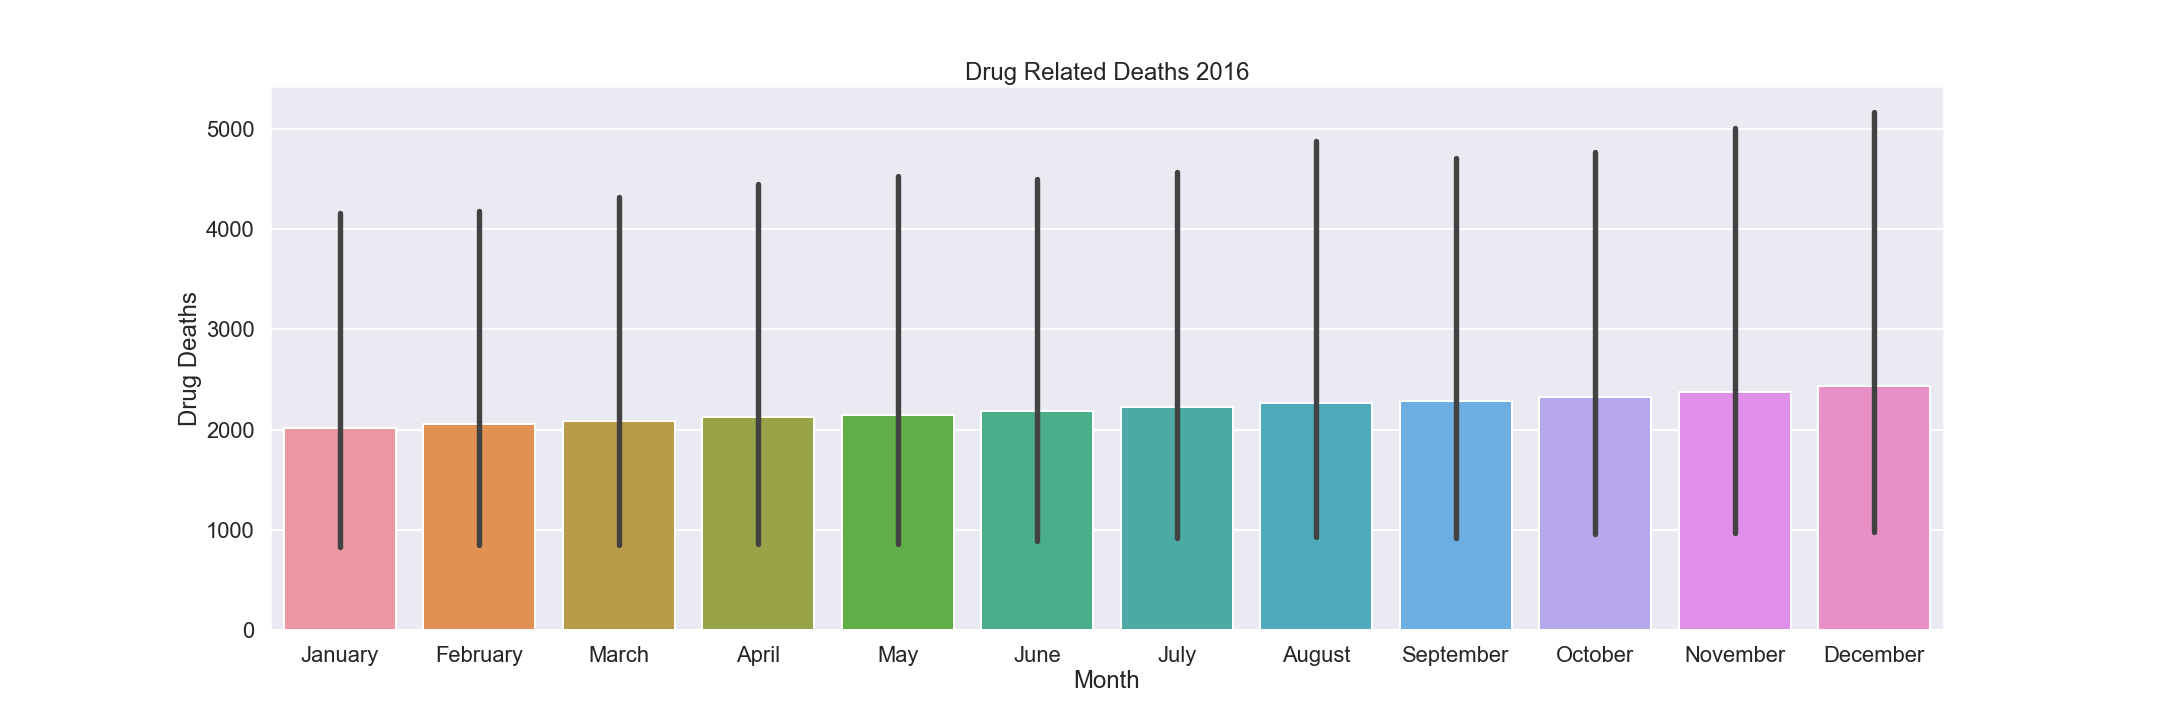 Drug Related Deaths 2016
Drug Deaths
5000
4000
3000
2000
1000
0
January February March April May June July August September October November December
Month